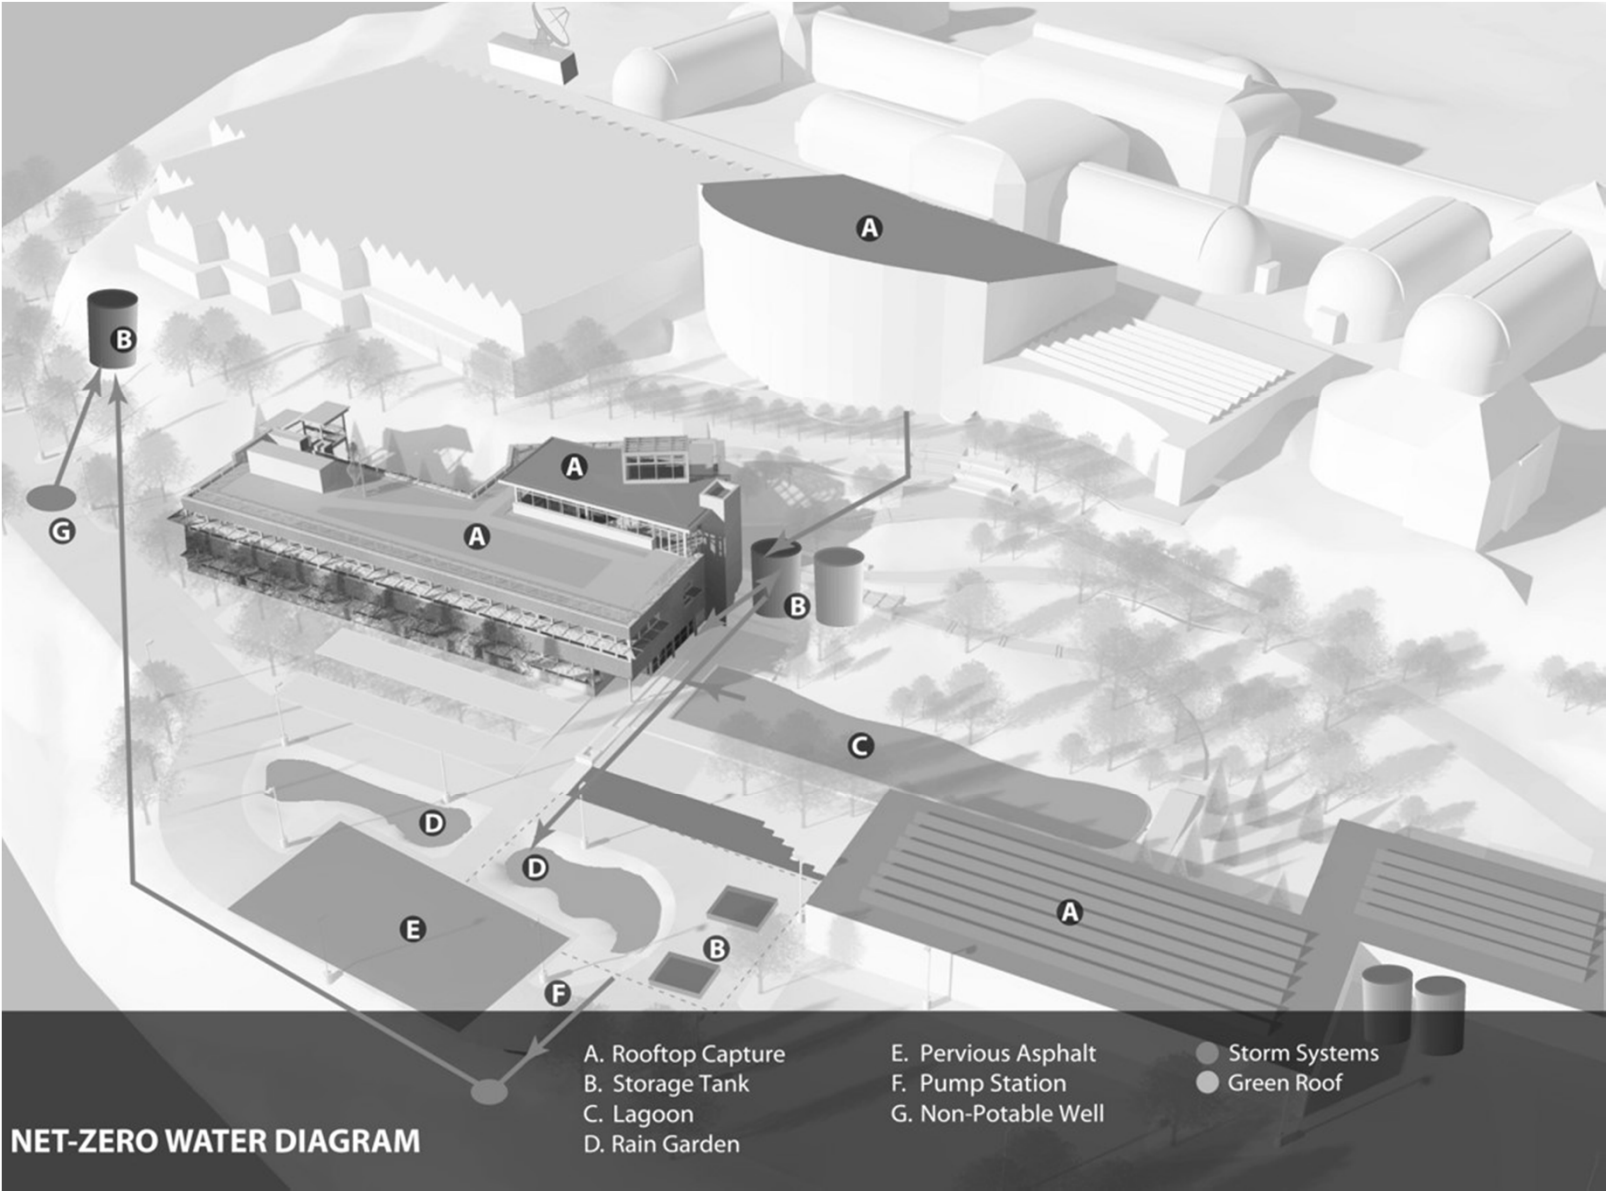 A
B
A
A
G
B
C
D
D
A
E
B
F
A. Rooftop Capture
B. Storage Tank
C. Lagoon
D. Rain Garden
E. Pervious Asphalt
F. Pump Station
G. Non-Potable Well
Storm Systems
Green Roof
NET-ZERO WATER DIAGRAM